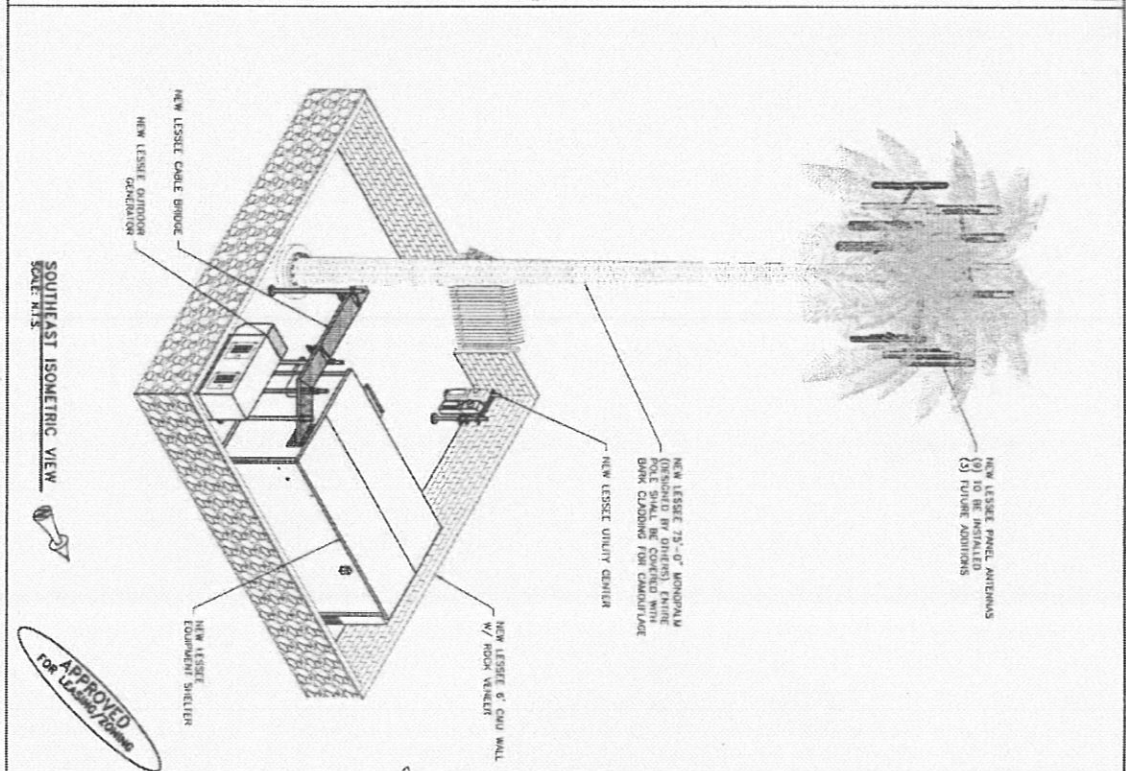 NEW LESSEE PANEL ANTENNAS
(9) TO BE INSTALLED
(3) FUTURE ADDITIONS
NEW LESSEE 75'-0" MONOPALM
(DESIGNED BY OTHERS). ENTIRE
POLE SHALL BE COVERED WITH
BARK CLADDING FOR CAMOUFLAGE
NEW LESSEE UTILITY CENTER
NEW LESSEE 6' CMU WALL
W/ ROCK VENEER
NEW LESSEE CABLE BRIDGE
NEW LESSEE OUTDOOR
GENERATOR
NEW LESSEE
EQUIPMENT SHELTER
SOUTHEAST ISOMETRIC VIEW
SCALE: N.T.S.
N
APPROVED
FOR LEASING/ZONING